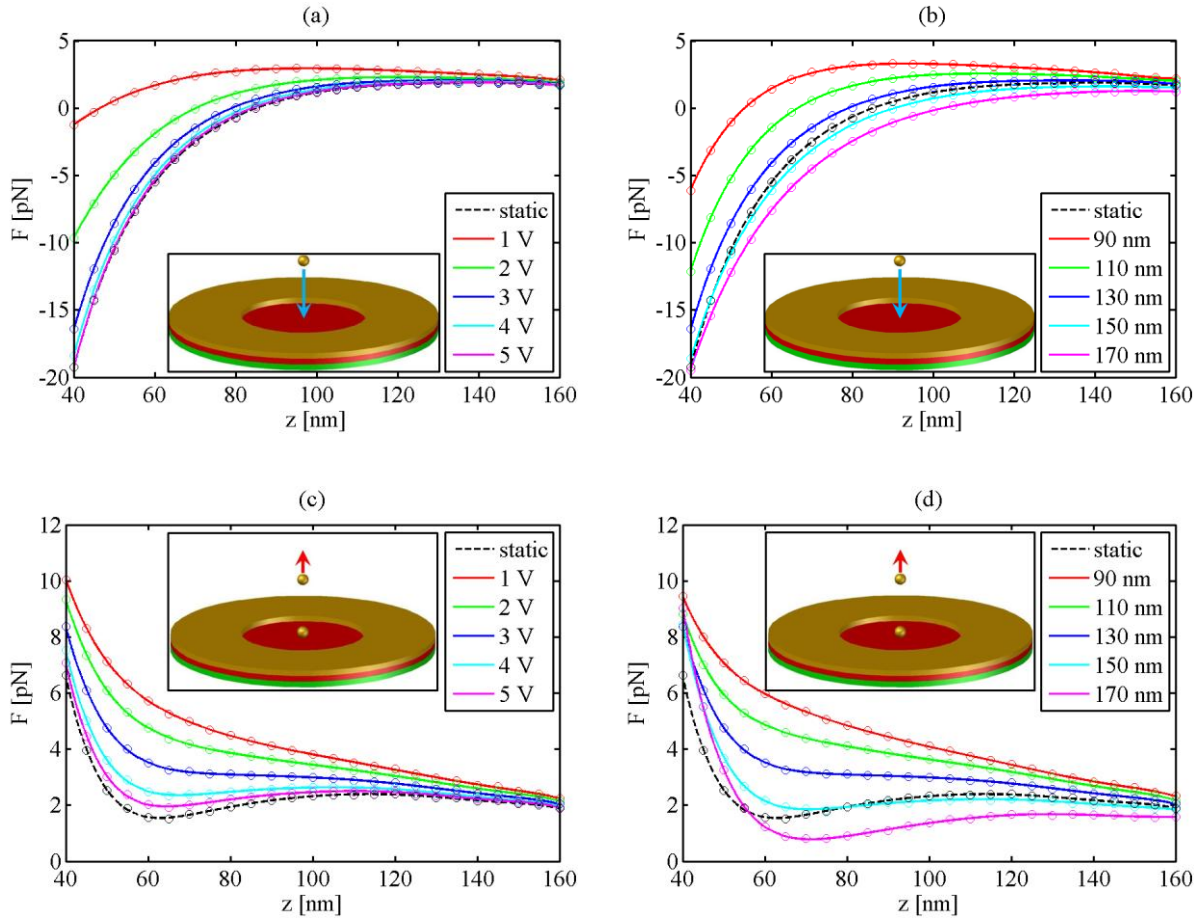 (a)
5
0
-5
-10
-15
-20
F [pN]
40 60 80 100 120 140 160
z [nm]
static
1 V
2 V
3 V
4 V
5 V
(b)
5
0
-5
-10
-15
-20
F [pN]
40 60 80 100 120 140 160
z [nm]
static
90 nm
110 nm
130 nm
150 nm
170 nm
(c)
12
10
8
6
4
2
0
F [pN]
40 60 80 100 120 140 160
z [nm]
static
1 V
2 V
3 V
4 V
5 V
(d)
12
10
8
6
4
2
0
F [pN]
40 60 80 100 120 140 160
z [nm]
static
90 nm
110 nm
130 nm
150 nm
170 nm